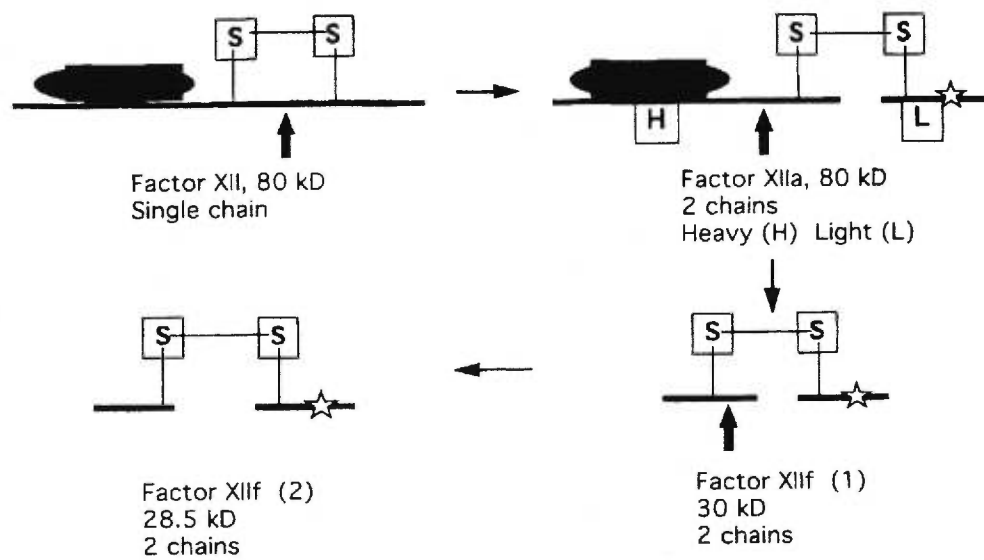 S S
Factor XII, 80 kD
Single chain
S S
H L
Factor XIIa, 80 kD
2 chains
Heavy (H) Light (L)
S S
Factor XIIf (1)
30 kD
2 chains
S S
Factor XIIf (2)
28.5 kD
2 chains